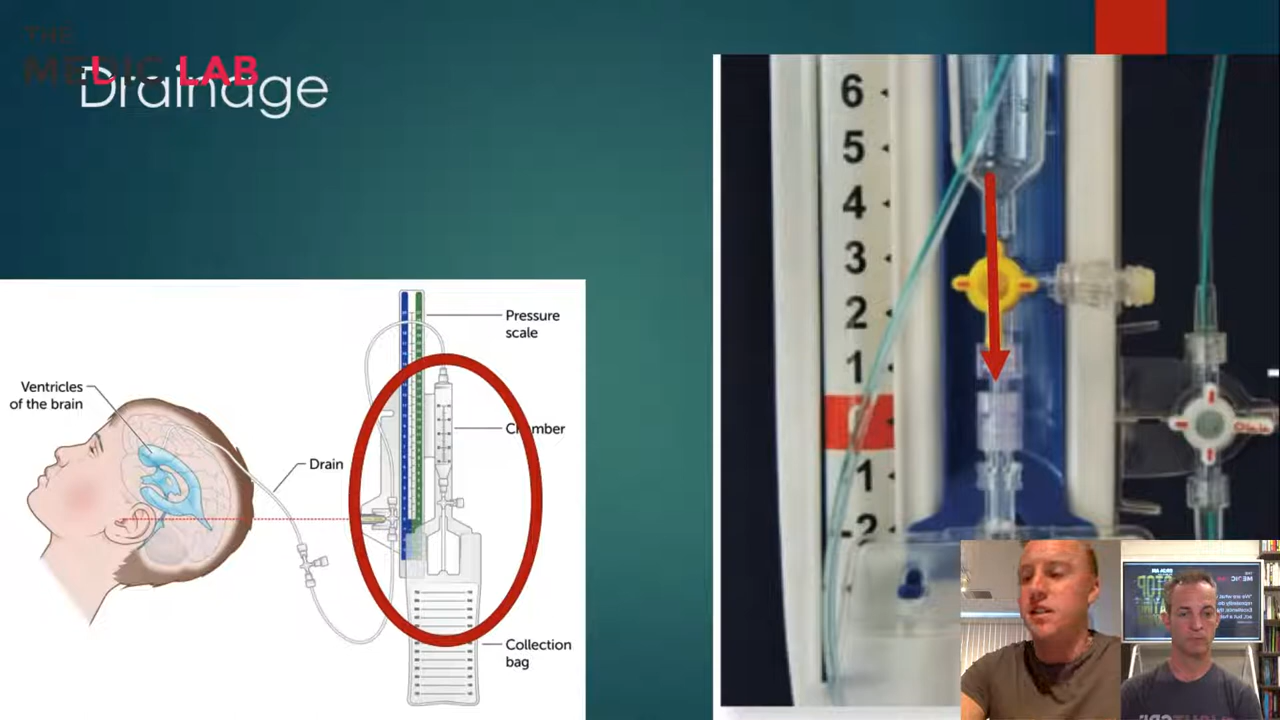 THE
MEDIC LAB
Drainage
Ventricles
of the brain
Drain
Pressure
scale
Chamber
Collection
bag
6
5
4
3
2
1
1
-2